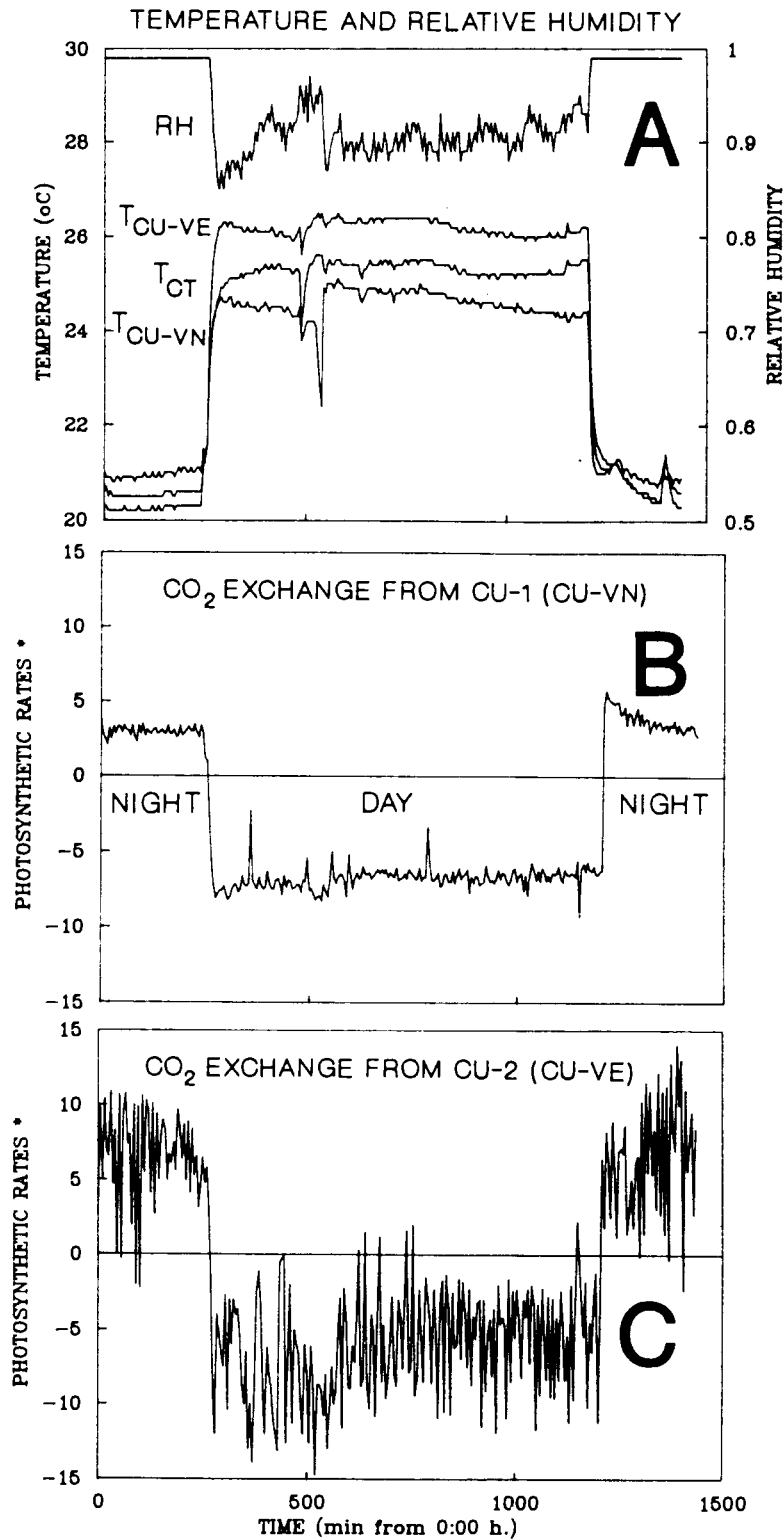 TEMPERATURE AND RELATIVE HUMIDITY
30
28
26
24
22
20
TEMPERATURE (oC)
1
0.9
0.8
0.7
0.6
0.5
RELATIVE HUMIDITY
RH
A
T CU-VE
T CT
T CU-VN
15
10
5
0
-5
-10
-15
PHOTOSYNTHETIC RATES *
CO2 EXCHANGE FROM CU-1 (CU-VN)
B
NIGHT DAY NIGHT
15
10
5
0
-5
-10
-15
PHOTOSYNTHETIC RATES *
CO2 EXCHANGE FROM CU-2 (CU-VE)
C
0 500 1000 1500
TIME (min from 0:00 h.)